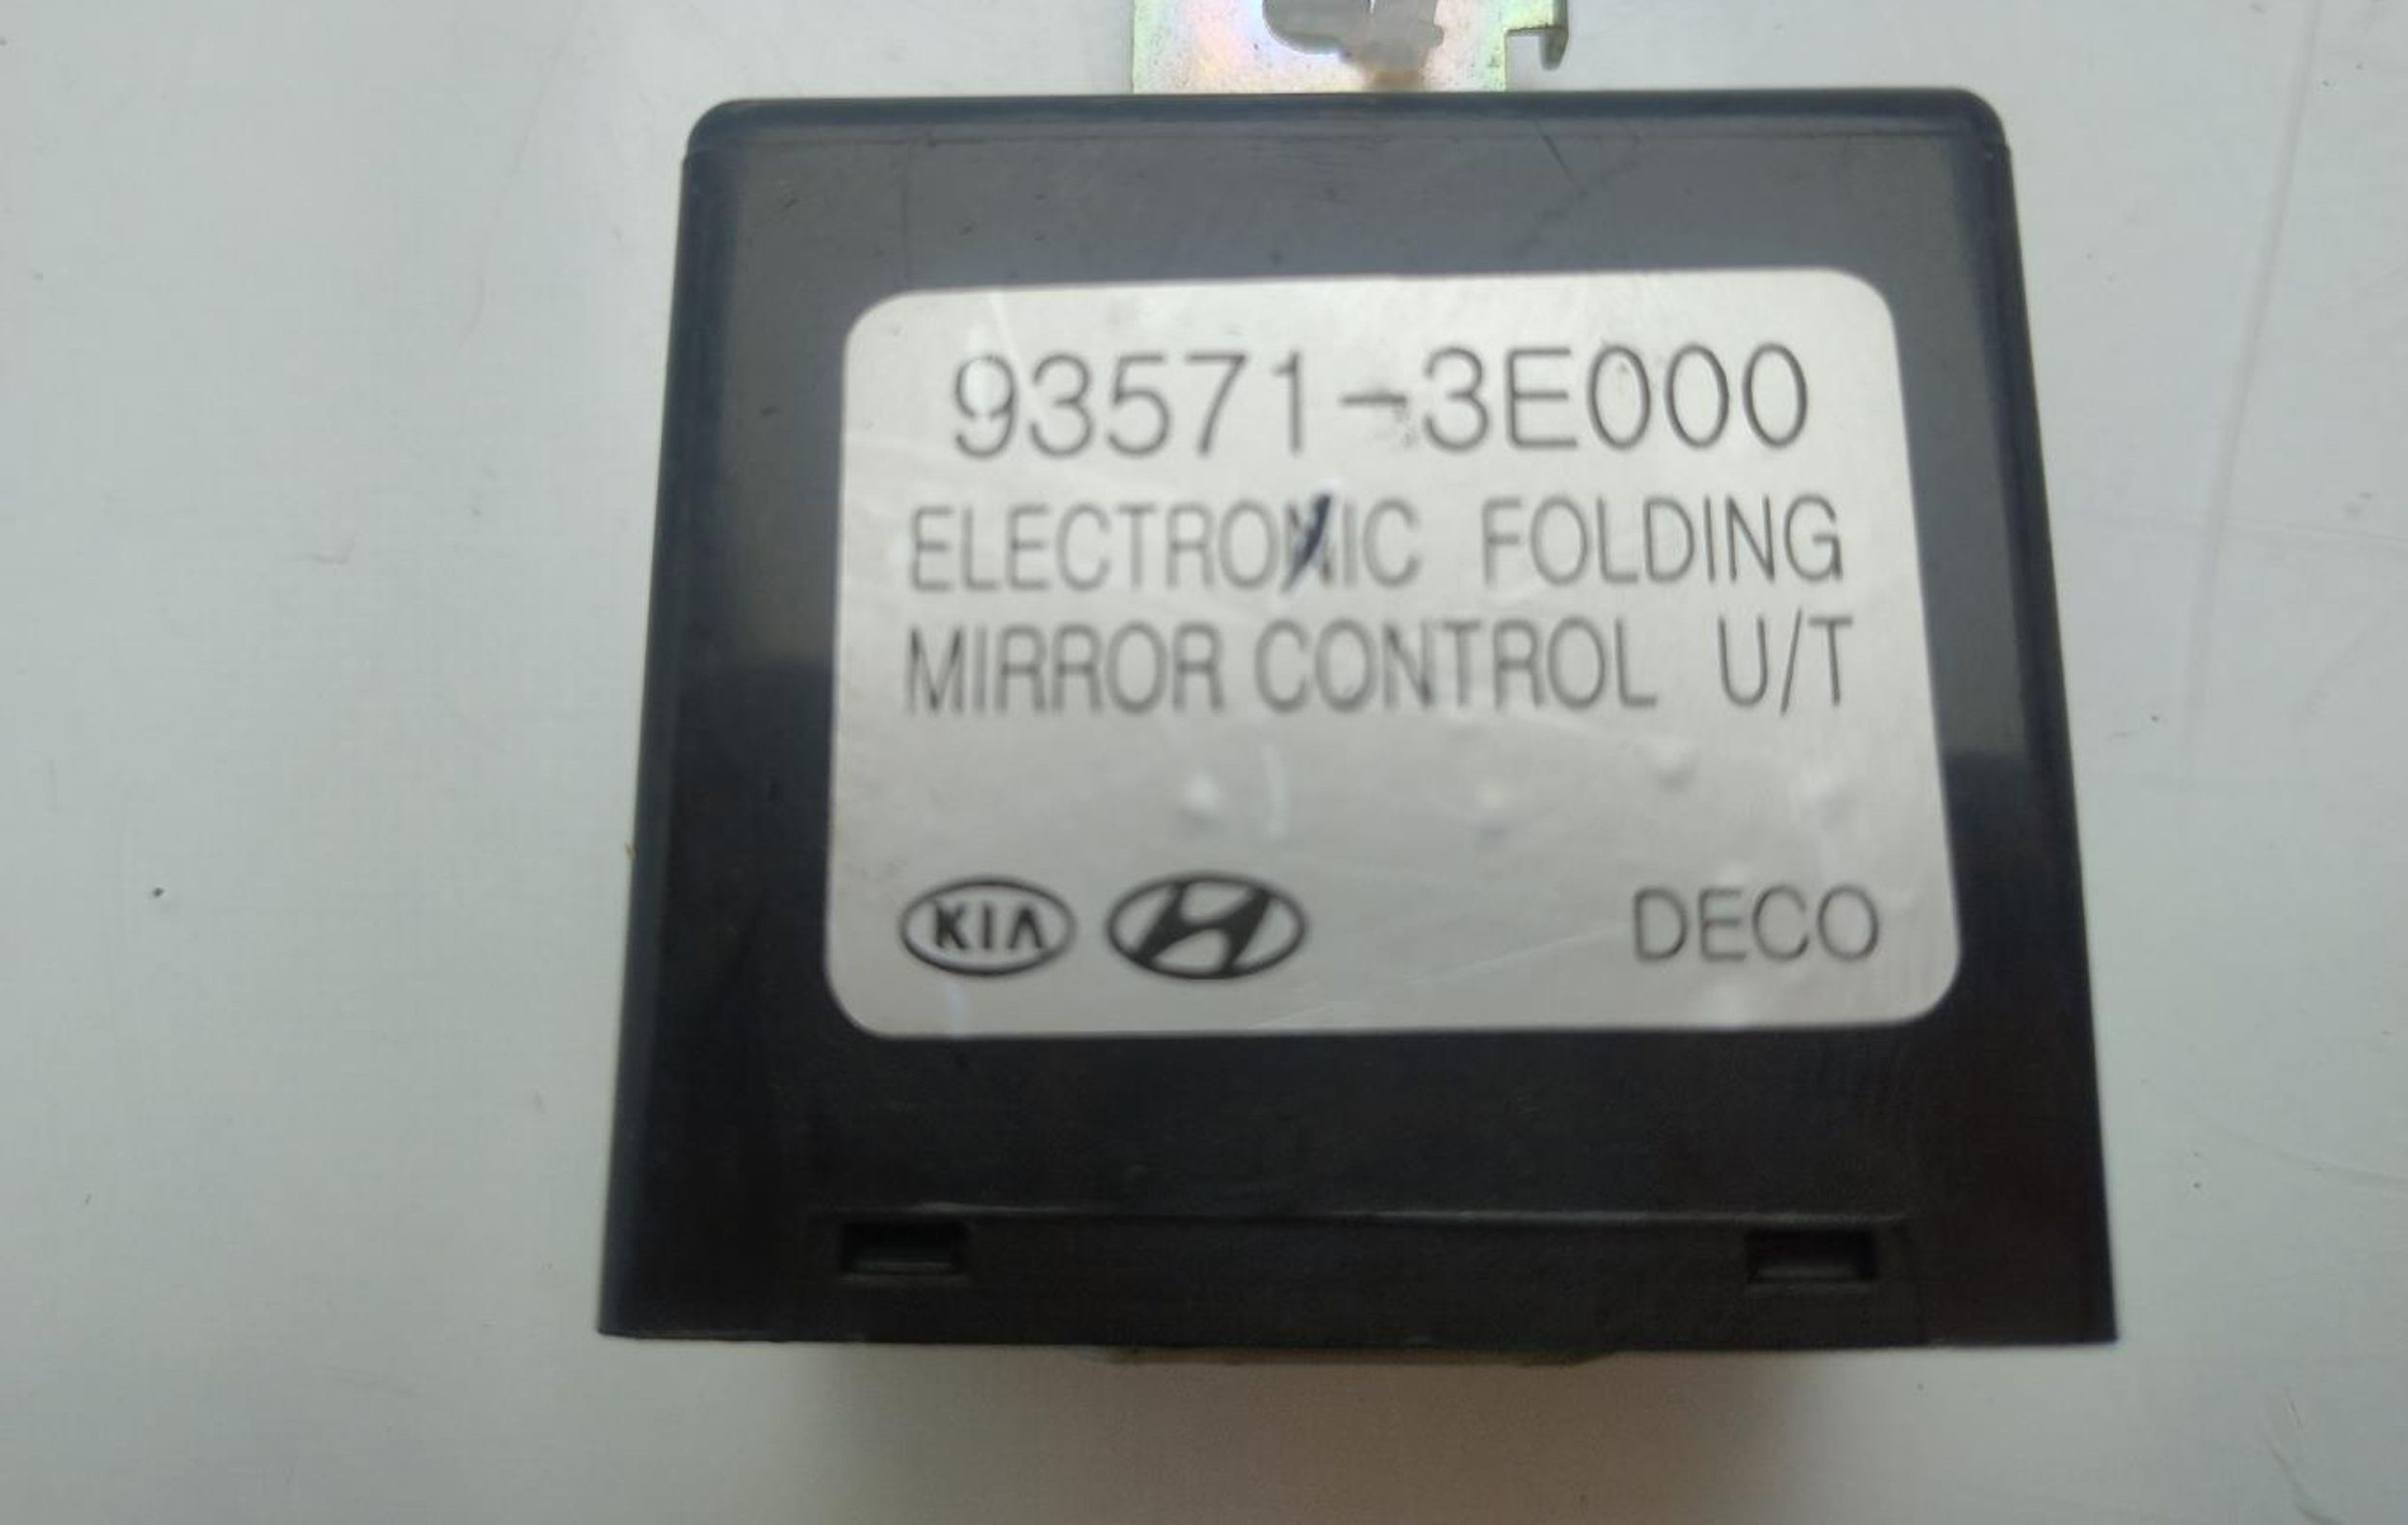 93571-3E000
ELECTRONIC FOLDING
MIRROR CONTROL U/T
KIA DECO